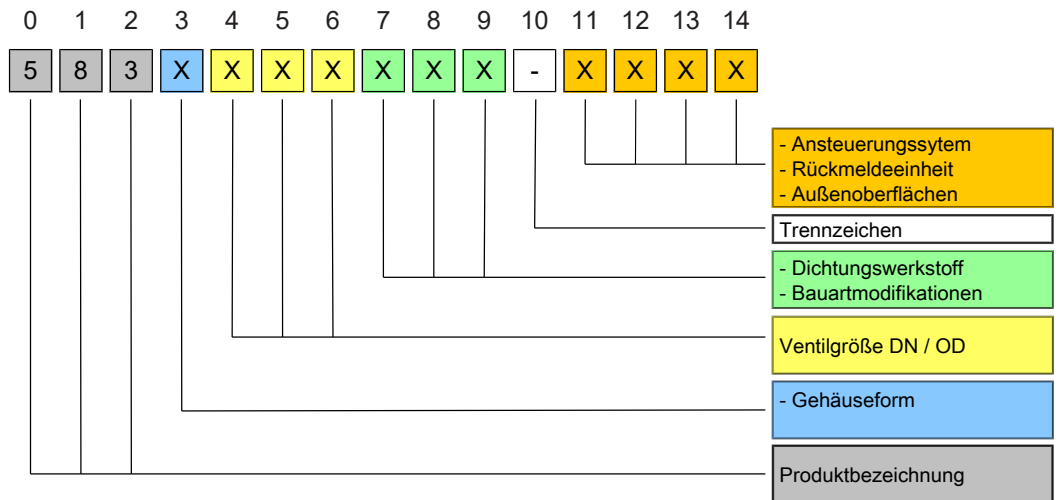 0 1 2 3 4 5 6 7 8 9 10 11 12 13 14
5 8 3 X X X X X X X - X X X X
- Ansteuerungssytem
- Rückmeldeeinheit
- Außenoberflächen
Trennzeichen
- Dichtungswerkstoff
- Bauartmodifikationen
Ventilgröße DN / OD
- Gehäuseform
Produktbezeichnung